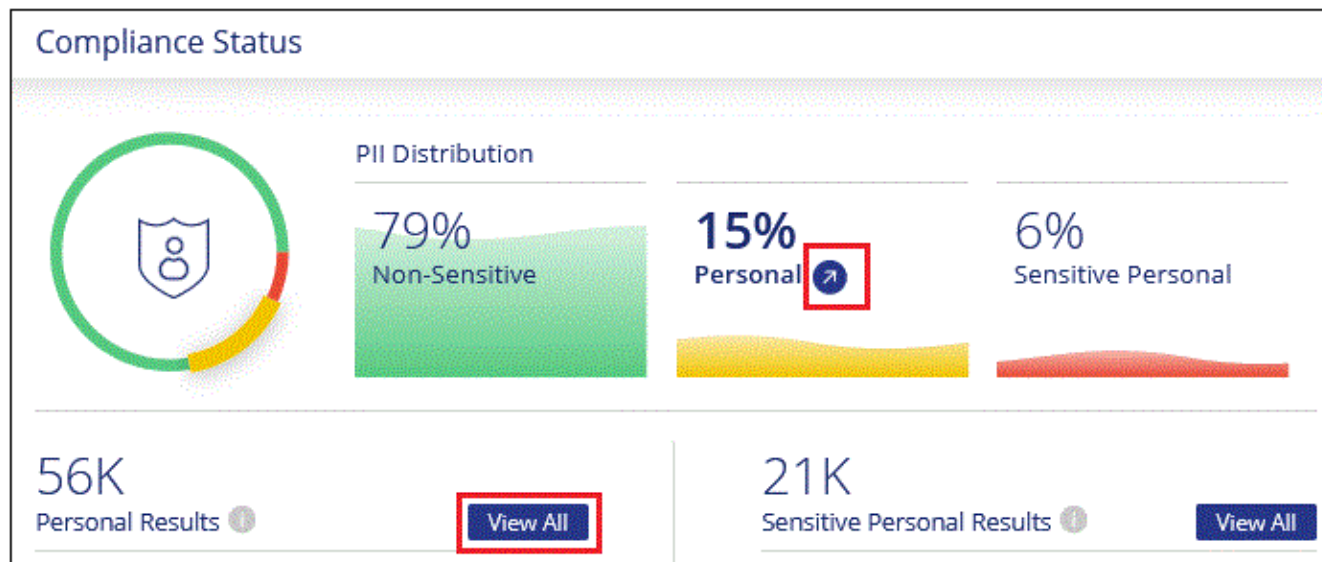 Compliance Status
PII Distribution
79%
Non-Sensitive
15%
Personal
6%
Sensitive Personal
56K
Personal Results
View All
21K
Sensitive Personal Results
View All